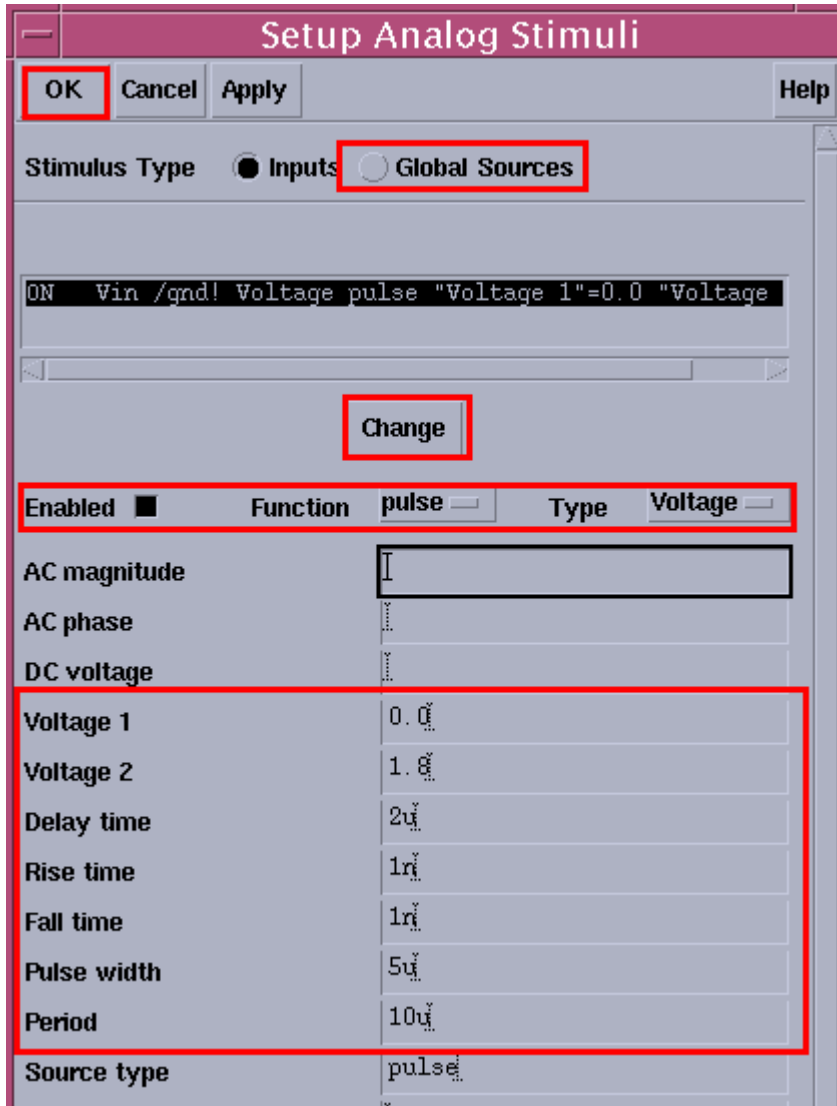 Setup Analog Stimuli
OK Cancel Apply Help
Stimulus Type Inputs Global Sources
ON Vin /gnd! Voltage pulse "Voltage 1"=0.0 "Voltage
Change
Enabled Function pulse Type Voltage
AC magnitude
AC phase
DC voltage
Voltage 1 0.0
Voltage 2 1.8
Delay time 2u
Rise time 1n
Fall time 1n
Pulse width 5u
Period 10u
Source type pulse